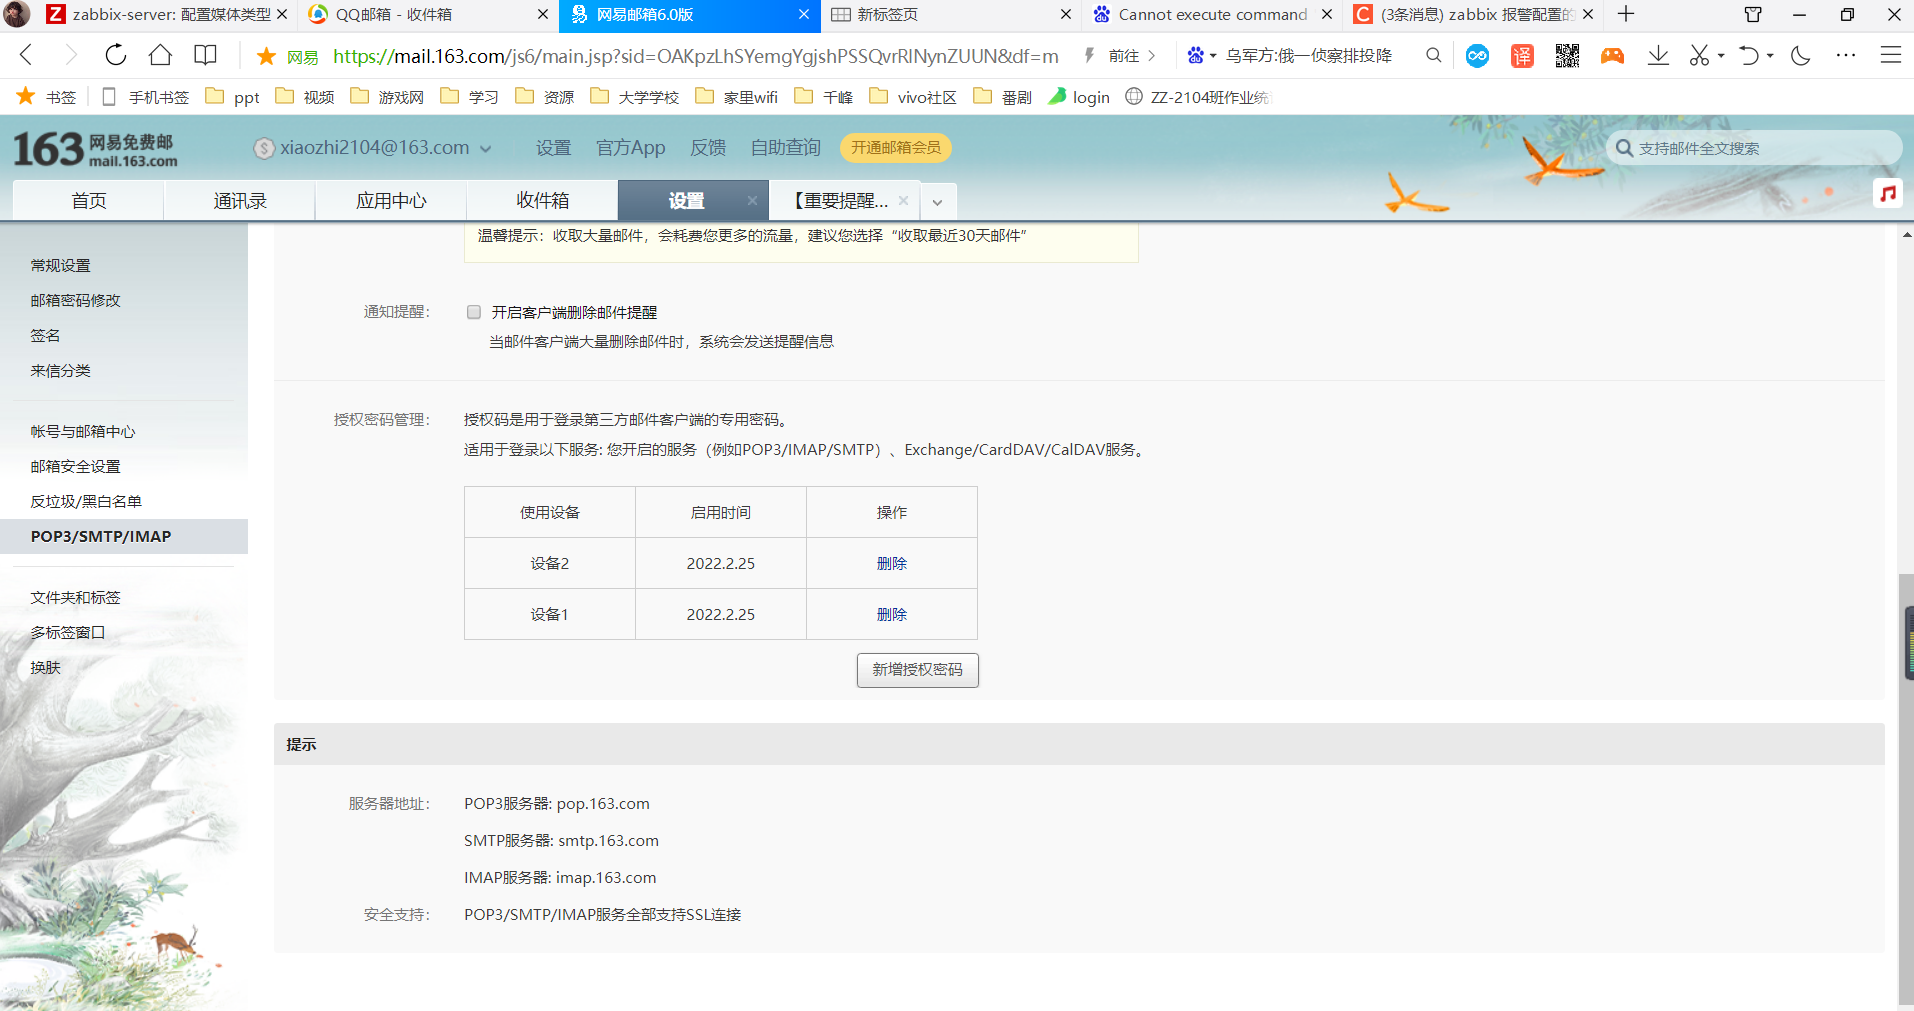 zabbix-server: 配置媒体类型
QQ邮箱 - 收件箱
网易邮箱6.0版
新标签页
Cannot execute command
(3条消息) zabbix 报警配置的
网易 https://mail.163.com/js6/main.jsp?sid=OAKpzLhSYemgYgjshPSSQvrRlNynZUUN&df=m
前往
乌军方:俄一侦察排投降
译
书签
手机书签
ppt
视频
游戏网
学习
资源
大学学校
家里wifi
千峰
vivo社区
番剧
login
ZZ-2104班作业统
163 网易免费邮
mail.163.com
xiaozhi2104@163.com
设置
官方App
反馈
自助查询
开通邮箱会员
支持邮件全文搜索
首页
通讯录
应用中心
收件箱
设置
【重要提醒...
常规设置
邮箱密码修改
签名
来信分类
帐号与邮箱中心
邮箱安全设置
反垃圾/黑白名单
POP3/SMTP/IMAP
文件夹和标签
多标签窗口
换肤
温馨提示：收取大量邮件，会耗费您更多的流量，建议您选择“收取最近30天邮件”
通知提醒：
开启客户端删除邮件提醒
当邮件客户端大量删除邮件时，系统会发送提醒信息
授权密码管理：
授权码是用于登录第三方邮件客户端的专用密码。
适用于登录以下服务: 您开启的服务（例如POP3/IMAP/SMTP）、Exchange/CardDAV/CalDAV服务。
使用设备 启用时间 操作
设备2 2022.2.25 删除
设备1 2022.2.25 删除
新增授权密码
提示
服务器地址：
POP3服务器: pop.163.com
SMTP服务器: smtp.163.com
IMAP服务器: imap.163.com
安全支持：
POP3/SMTP/IMAP服务全部支持SSL连接